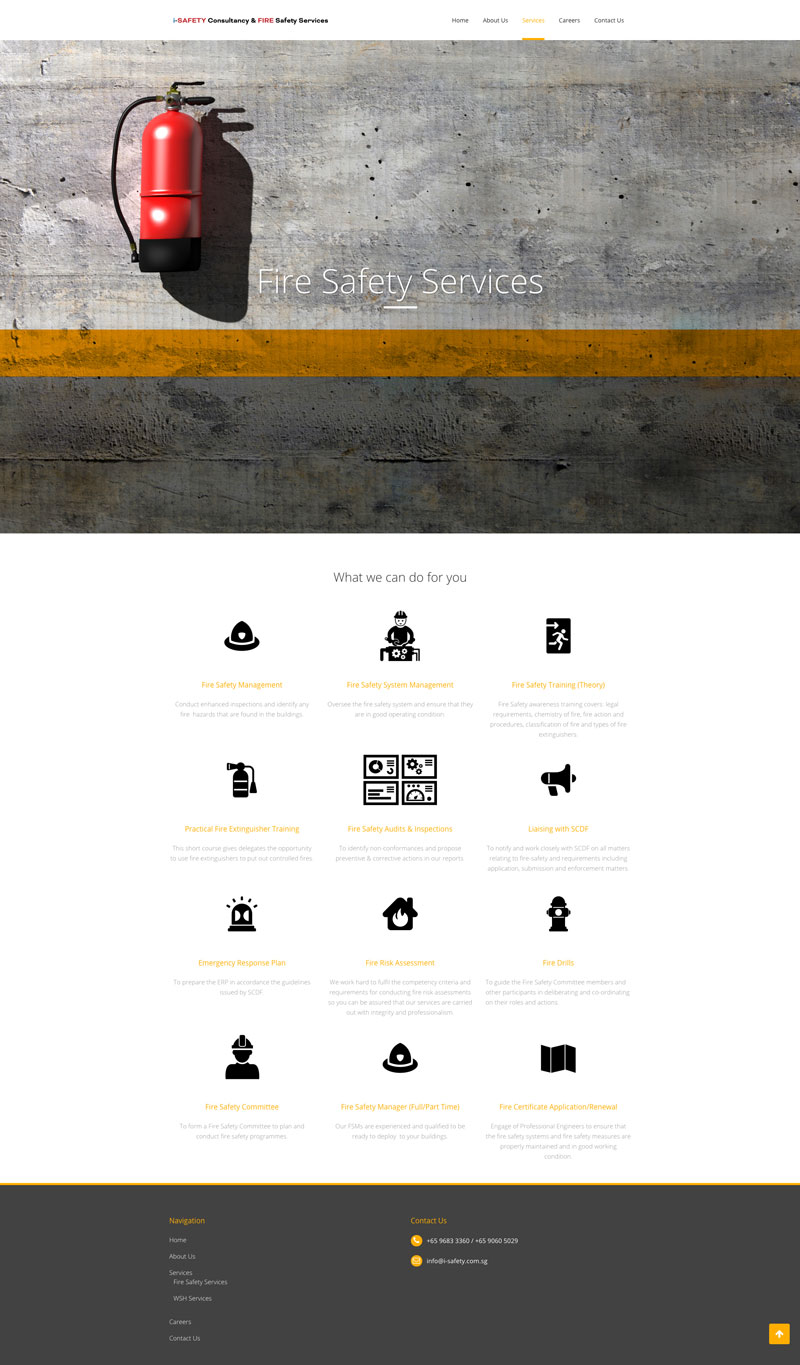 i-SAFETY Consultancy & FIRE Safety Services
Home About Us Services Careers Contact Us
Fire Safety Services
What we can do for you
Fire Safety Management
Conduct enhanced inspections and identify any
fire hazards that are found in the buildings.
Fire Safety System Management
Oversee the fire safety system and ensure that they
are in good operating condition.
Fire Safety Training (Theory)
Fire Safety awareness training covers: legal
requirements, chemistry of fire, fire action and
procedures, classification of fire and types of fire
extinguishers.
Practical Fire Extinguisher Training
This short course gives delegates the opportunity
to use fire extinguishers to put out controlled fires.
Fire Safety Audits & Inspections
To identify non-conformances and propose
preventive & corrective actions in our reports.
Liaising with SCDF
To notify and work closely with SCDF on all matters
relating to fire-safety and requirements including
application, submission and enforcement matters.
Emergency Response Plan
To prepare the ERP in accordance the guidelines
issued by SCDF.
Fire Risk Assessment
We work hard to fulfil the competency criteria and
requirements for conducting fire risk assessments
so you can be assured that our services are carried
out with integrity and professionalism.
Fire Drills
To guide the Fire Safety Committee members and
other participants in deliberating and co-ordinating
on their roles and actions.
Fire Safety Committee
To form a Fire Safety Committee to plan and
conduct fire safety programmes.
Fire Safety Manager (Full/Part Time)
Our FSMs are experienced and qualified to be
ready to deploy to your buildings.
Fire Certificate Application/Renewal
Engage of Professional Engineers to ensure that
the fire safety systems and fire safety measures are
properly maintained and in good working
condition.
Navigation
Home
About Us
Services
Fire Safety Services
WSH Services
Careers
Contact Us
Contact Us
+65 9683 3360 / +65 9060 5029
info@i-safety.com.sg